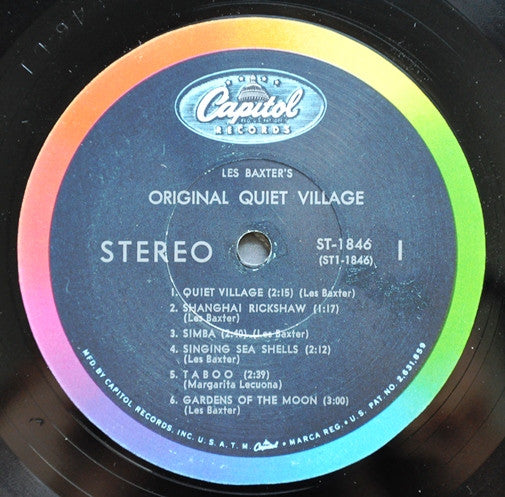 Capitol
RECORDS
LES BAXTER'S
ORIGINAL QUIET VILLAGE
STEREO
ST-1846
(ST1-1846)
1
1. QUIET VILLAGE (2:15) (Les Baxter)
2. SHANGHAI RICKSHAW (1:17)
(Les Baxter)
3. SIMBA (2:40) (Les Baxter)
4. SINGING SEA SHELLS (2:12)
(Les Baxter)
5. TABOO (2:39)
(Margarita Lecuona)
6. GARDENS OF THE MOON (3:00)
(Les Baxter)
MFD. BY CAPITOL RECORDS, INC. U.S.A. T.M. Capitol MARCA REG. • U.S. PAT. NO. 2,631,859